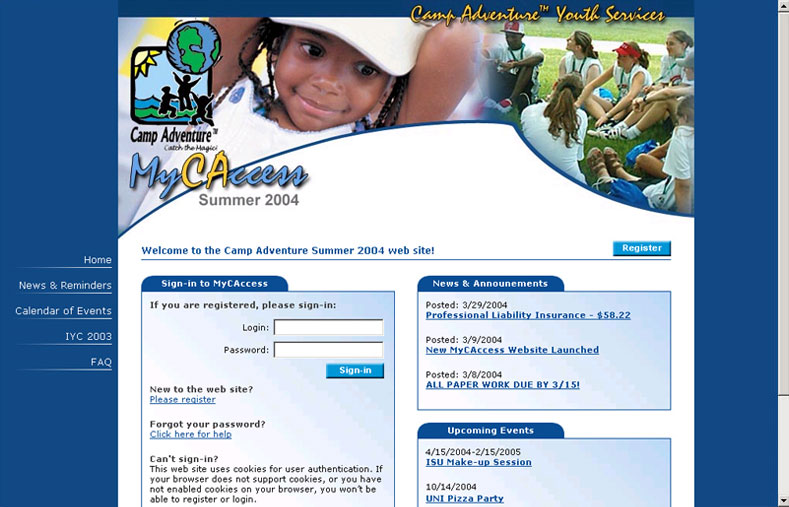 Camp Adventure™ Youth Services
Camp Adventure™
Catch the Magic!
MyCAccess
Summer 2004
Home
News & Reminders
Calendar of Events
IYC 2003
FAQ
Welcome to the Camp Adventure Summer 2004 web site!
Register
Sign-in to MyCAccess
If you are registered, please sign-in:
Login:
Password:
Sign-in
New to the web site?
Please register
Forgot your password?
Click here for help
Can't sign-in?
This web site uses cookies for user authentication. If
your browser does not support cookies, or you have
not enabled cookies on your browser, you won't be
able to register or login.
News & Announements
Posted: 3/29/2004
Professional Liability Insurance - $58.22
Posted: 3/9/2004
New MyCAccess Website Launched
Posted: 3/8/2004
ALL PAPER WORK DUE BY 3/15!
Upcoming Events
4/15/2004-2/15/2005
ISU Make-up Session
10/14/2004
UNI Pizza Party